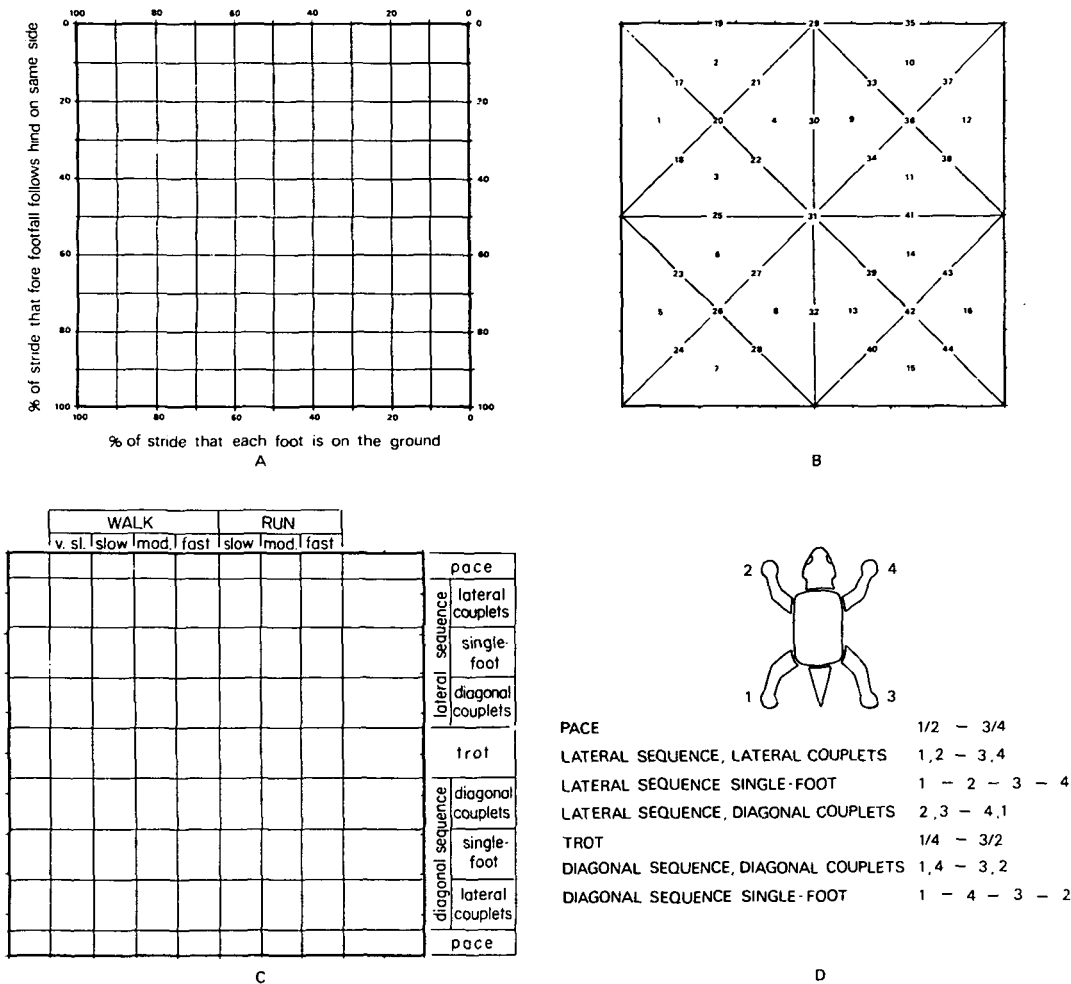 100 80 60 40 20 0
0 0
20 20
40 40
60 60
80 80
100 100
100 80 60 40 20 0
% of stride that fore footfall follows hind on same side
% of stride that each foot is on the ground
A
19 29 35
2 10
17 21 33 37
1 20 4 30 9 36 12
18 22 34 38
3 11
25 31 41
6 14
23 27 39 43
5 26 8 32 13 42 16
24 28 40 44
7 15
B
WALK RUN
v. sl. slow mod. fast slow mod. fast
pace
lateral sequence
lateral
couplets
single-
foot
diagonal
couplets
trot
diagonal sequence
diagonal
couplets
single-
foot
lateral
couplets
pace
C
2 4
1 3
PACE 1/2 – 3/4
LATERAL SEQUENCE, LATERAL COUPLETS 1,2 – 3,4
LATERAL SEQUENCE SINGLE-FOOT 1 – 2 – 3 – 4
LATERAL SEQUENCE, DIAGONAL COUPLETS 2,3 – 4,1
TROT 1/4 – 3/2
DIAGONAL SEQUENCE, DIAGONAL COUPLETS 1,4 – 3,2
DIAGONAL SEQUENCE SINGLE-FOOT 1 – 4 – 3 – 2
D